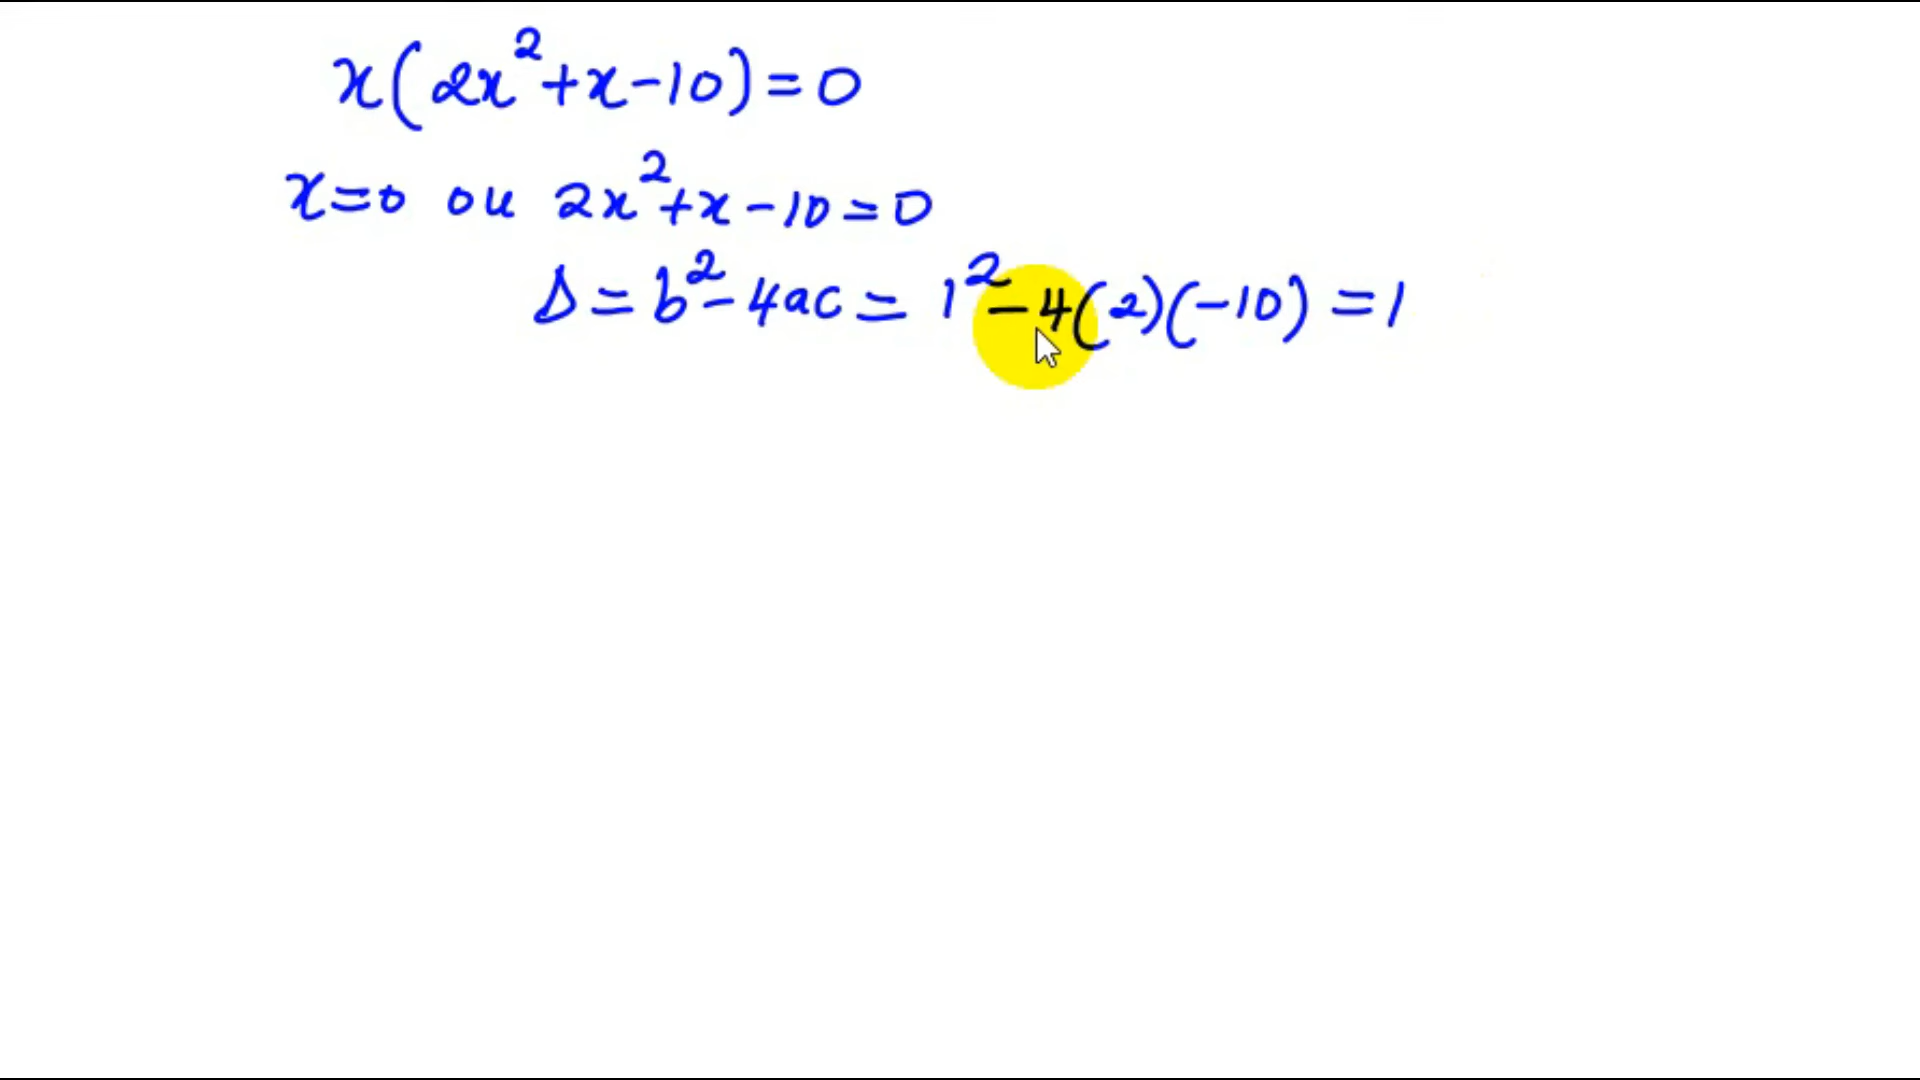 x(2x²+x-10)=0
x=0 ou 2x²+x-10=0
Δ=b²-4ac=1²-4(2)(-10)=1